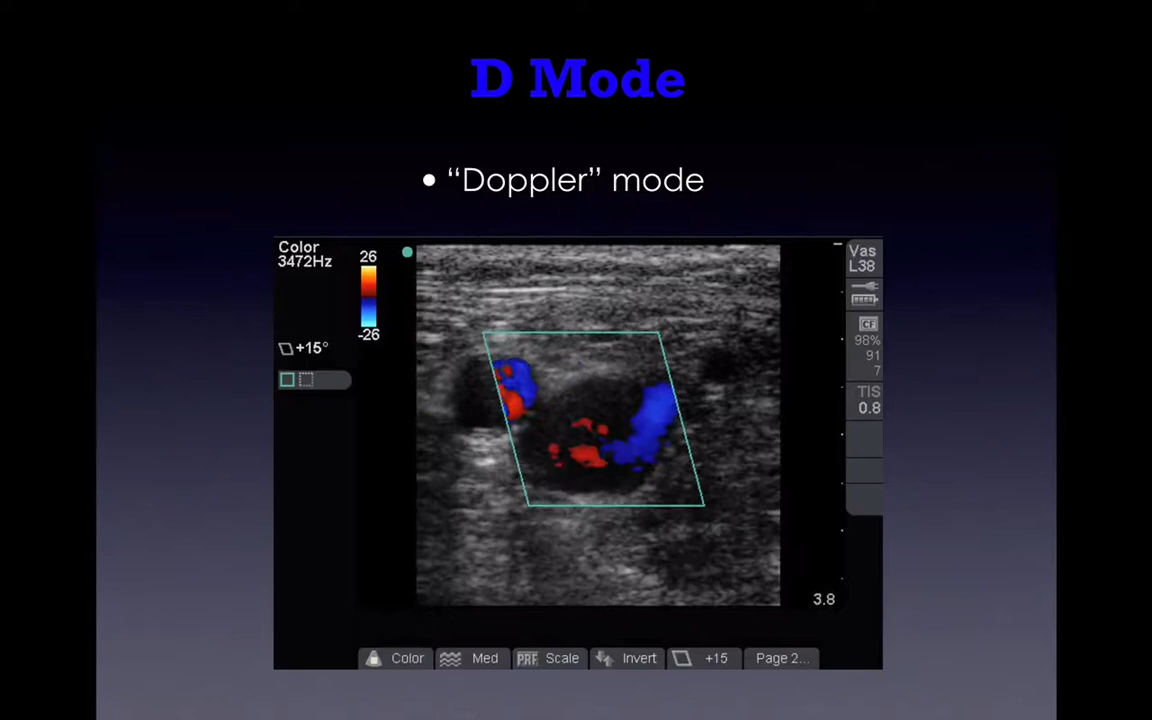 D Mode
• “Doppler” mode
Color
3472Hz
26
-26
+15°
Vas
L38
CF
98%
91
7
TIS
0.8
3.8
Color
Med
PRF Scale
Invert
+15
Page 2...